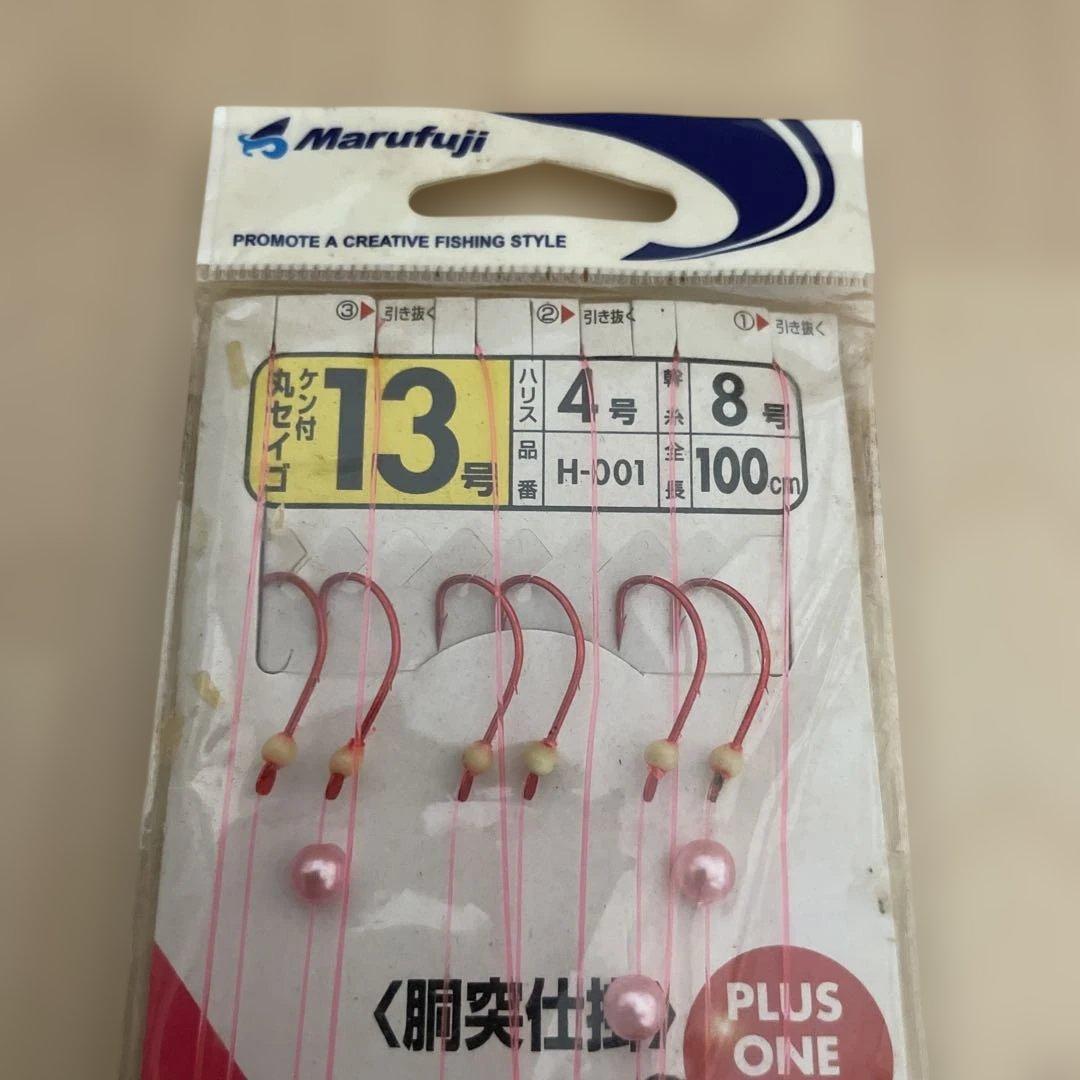 Marufuji
PROMOTE A CREATIVE FISHING STYLE
③▶引き抜く ②▶引き抜く ①▶引き抜く
ケン付
丸セイゴ
13号
ハリス 4号
幹糸 8号
品番 H-001
全長 100cm
〈胴突仕掛〉
PLUS
ONE